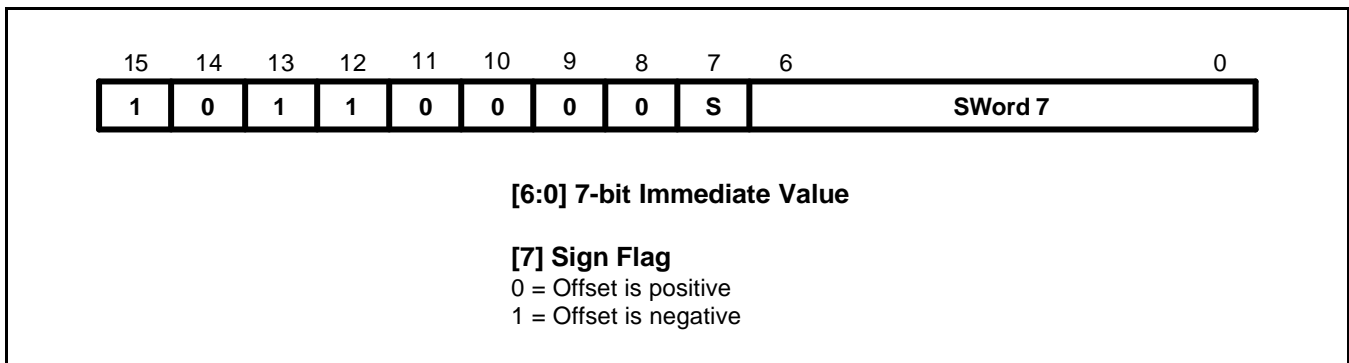 15 14 13 12 11 10 9 8 7 6 0
1 0 1 1 0 0 0 0 S SWord 7
[6:0] 7-bit Immediate Value
[7] Sign Flag
0 = Offset is positive
1 = Offset is negative